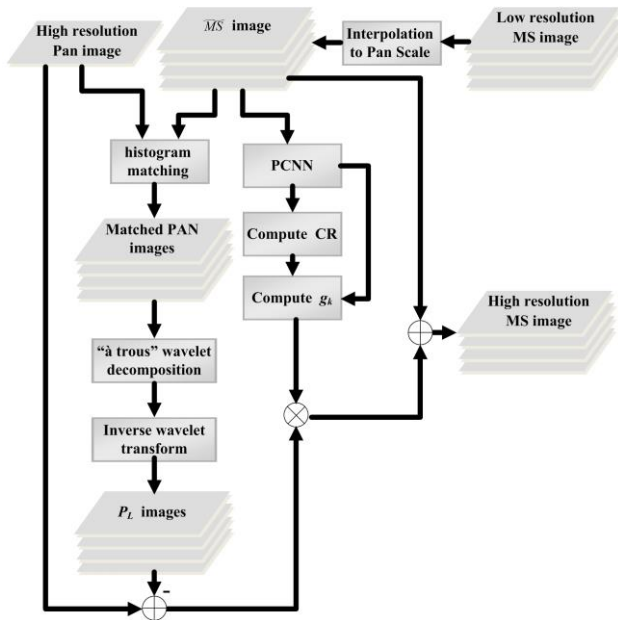 High resolution
Pan image
MS image
Interpolation
to Pan Scale
Low resolution
MS image
histogram
matching
PCNN
Matched PAN
images
Compute CR
Compute gk
High resolution
MS image
“à trous” wavelet
decomposition
Inverse wavelet
transform
PL images
-